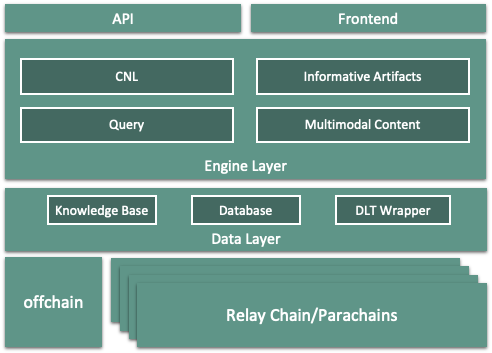 API
Frontend
CNL
Informative Artifacts
Query
Multimodal Content
Engine Layer
Knowledge Base
Database
DLT Wrapper
Data Layer
offchain
Relay Chain/Parachains